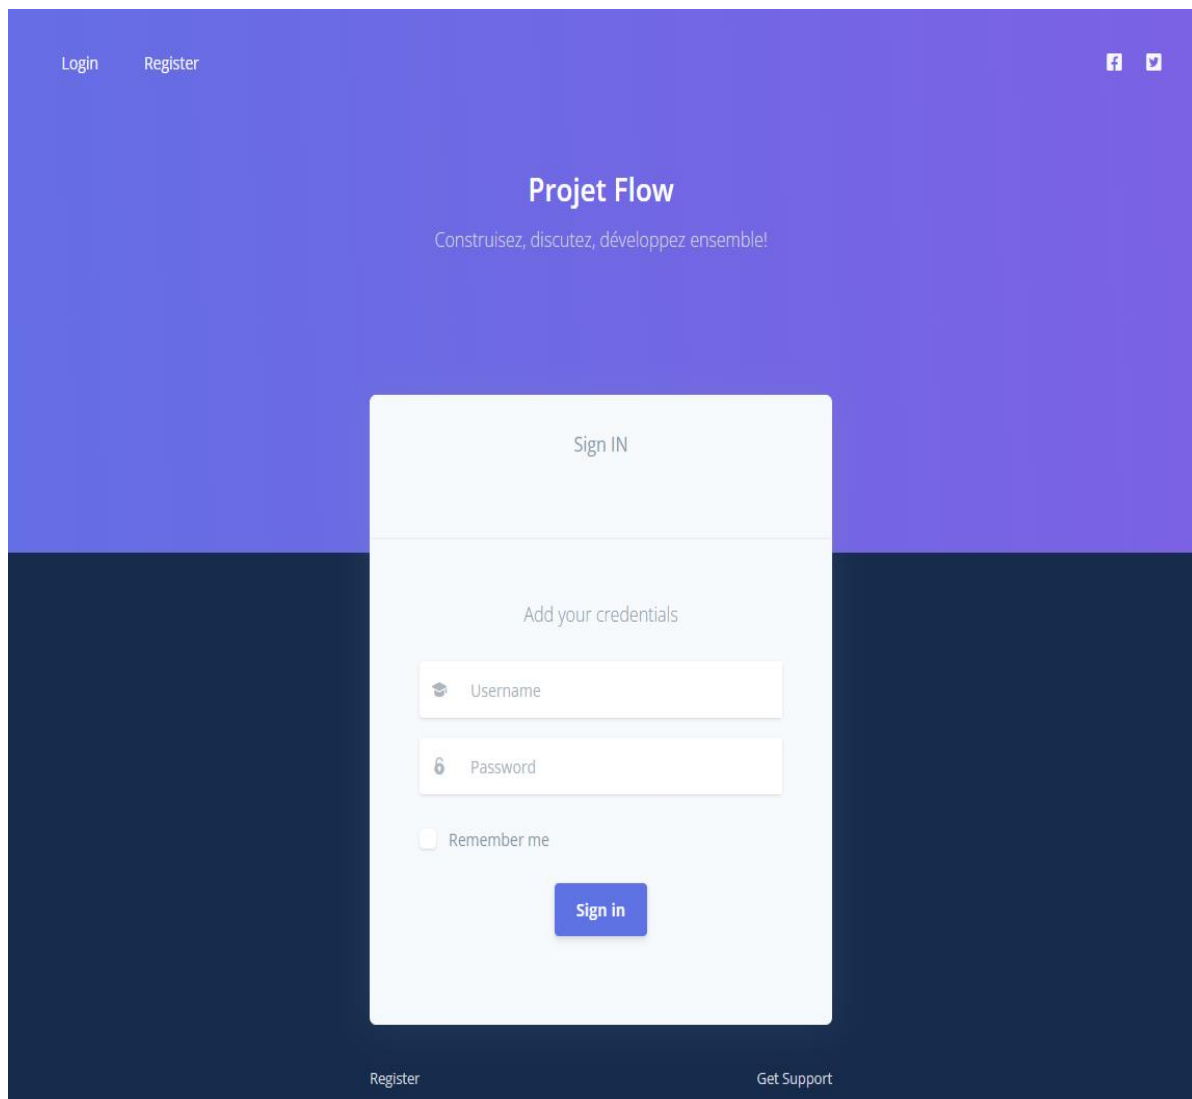 Login Register
Projet Flow
Construisez, discutez, développez ensemble!
Sign IN
Add your credentials
Username
Password
Remember me
Sign in
Register Get Support